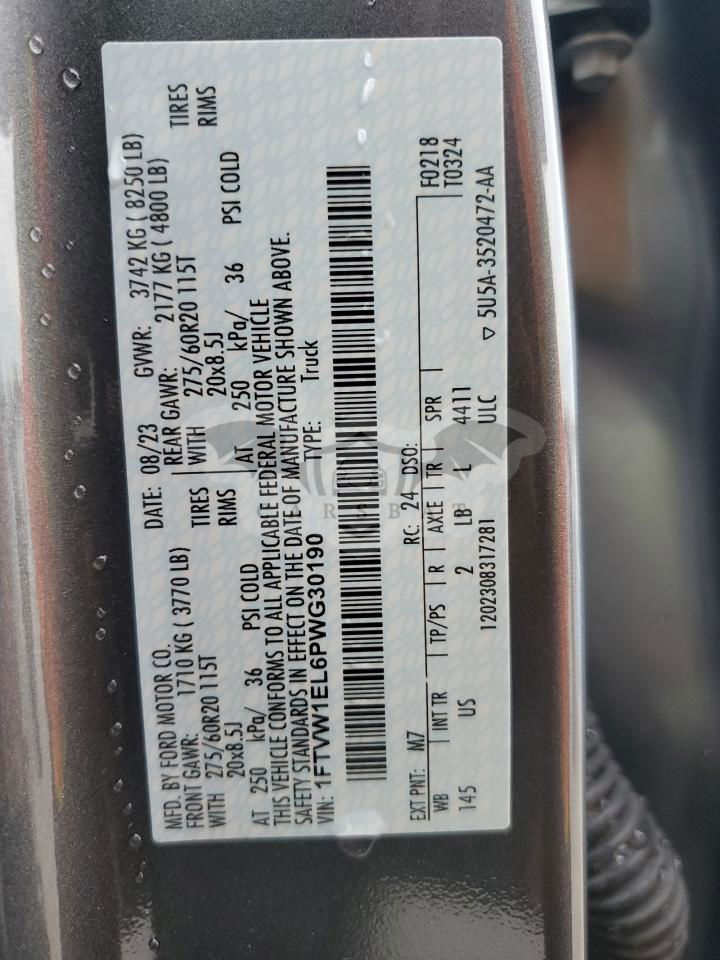 MFD. BY FORD MOTOR CO. DATE: 08/23 GVWR: 3742 KG ( 8250 LB)
FRONT GAWR: 1710 KG ( 3770 LB) REAR GAWR: 2177 KG ( 4800 LB)
WITH 275/60R20 115T TIRES WITH 275/60R20 115T TIRES
20x8.5J RIMS 20x8.5J RIMS
AT 250 kPa/ 36 PSI COLD AT 250 kPa/ 36 PSI COLD
THIS VEHICLE CONFORMS TO ALL APPLICABLE FEDERAL MOTOR VEHICLE
SAFETY STANDARDS IN EFFECT ON THE DATE OF MANUFACTURE SHOWN ABOVE.
VIN: 1FTVW1EL6PWG30190 TYPE: Truck
EXT PNT: M7 RC: 24 DSO: F0218
WB INT TR TP/PS R AXLE TR SPR T0324
145 US 2 LB L 4411
1202308317281 ULC ▽ 5U5A-3520472-AA